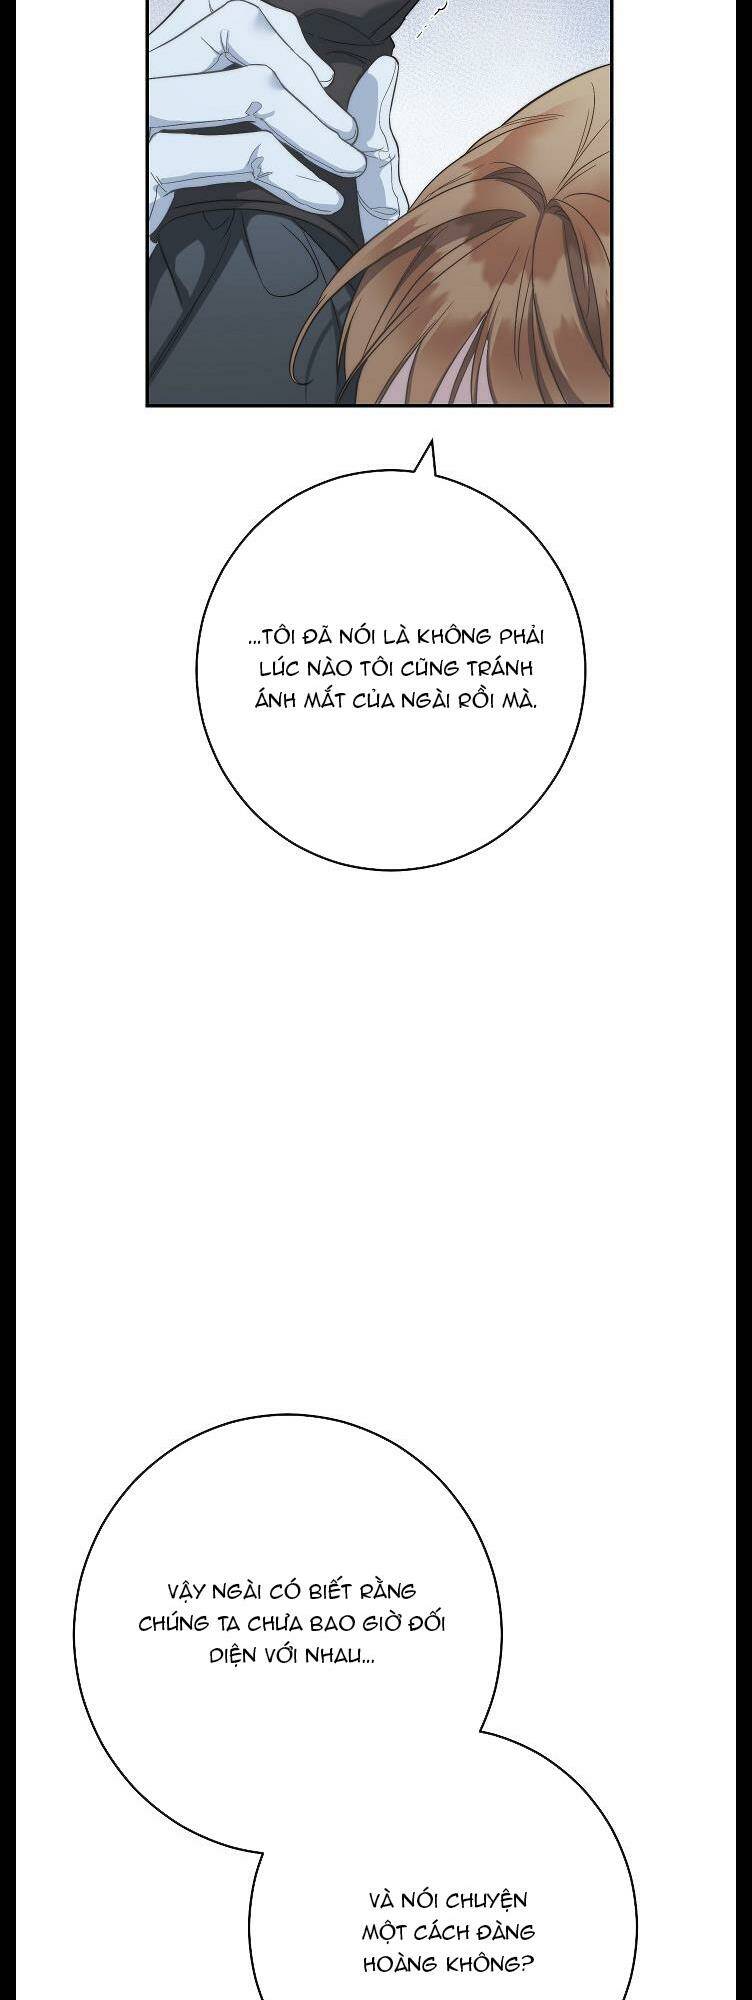 ...TÔI ĐÃ NÓI LÀ KHÔNG PHẢI
LÚC NÀO TÔI CŨNG TRÁNH
ÁNH MẮT CỦA NGÀI RỒI MÀ.
VẬY NGÀI CÓ BIẾT RẰNG
CHÚNG TA CHƯA BAO GIỜ ĐỐI
DIỆN VỚI NHAU...
VÀ NÓI CHUYỆN
MỘT CÁCH ĐÀNG
HOÀNG KHÔNG?